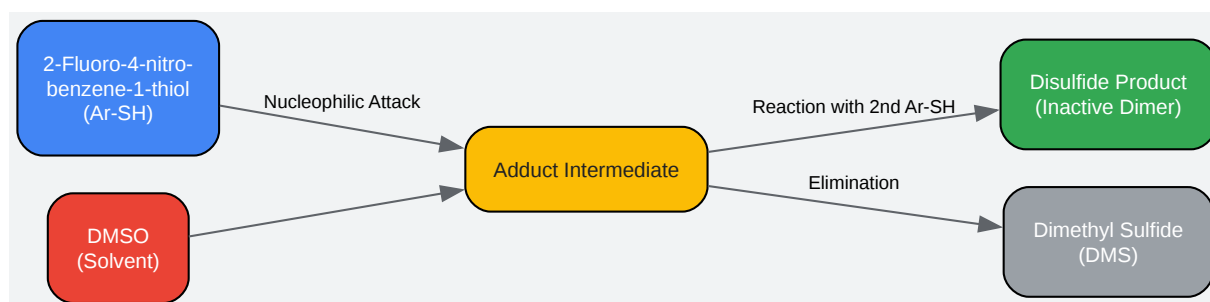 2-Fluoro-4-nitro-
benzene-1-thiol
(Ar-SH)
Nucleophilic Attack
DMSO
(Solvent)
Adduct Intermediate
Reaction with 2nd Ar-SH
Disulfide Product
(Inactive Dimer)
Elimination
Dimethyl Sulfide
(DMS)